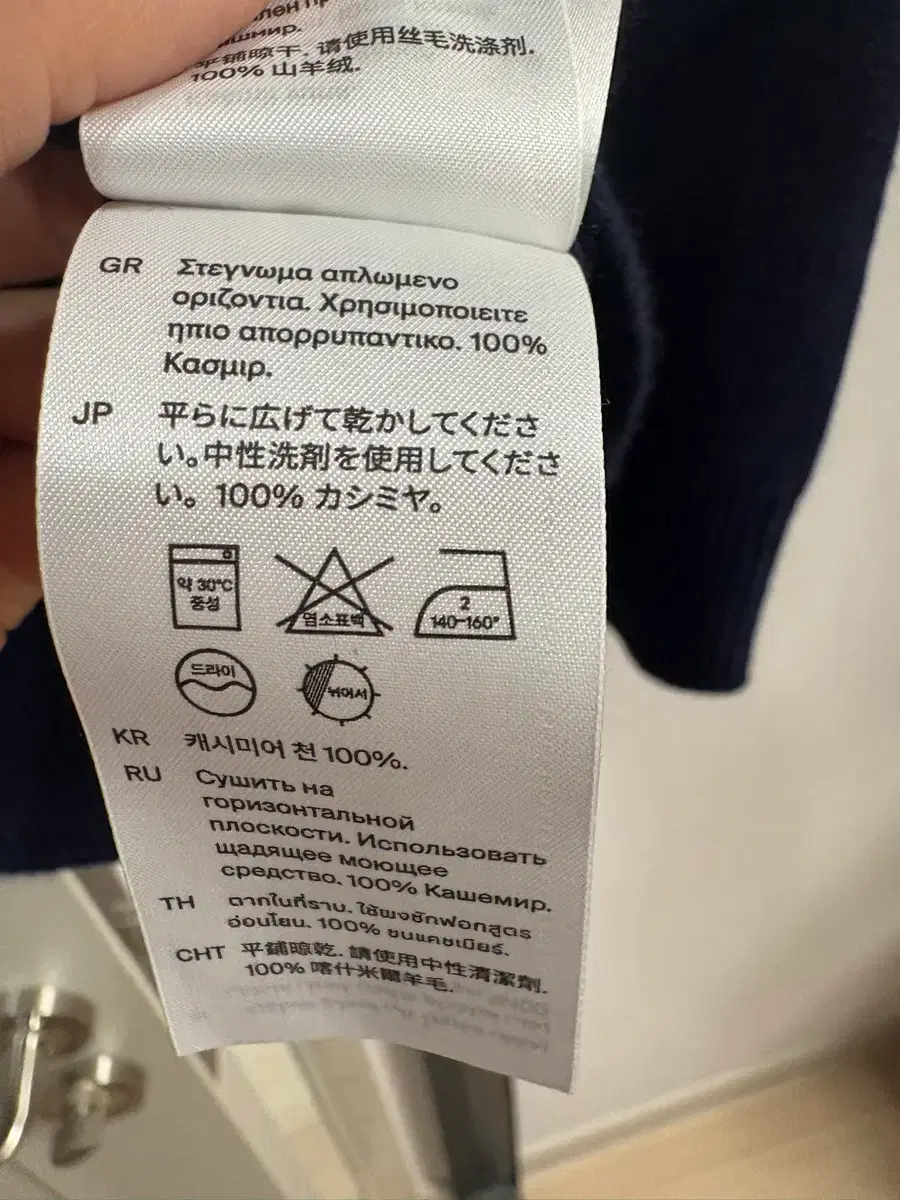 平铺晾干. 请使用丝毛洗涤剂.
100% 山羊绒.
GR Στεγνωμα απλωμενο
οριζοντια. Χρησιμοποιειτε
ηπιο απορρυπαντικο. 100%
Κασμιρ.
JP 平らに広げて乾かしてくださ
い。中性洗剤を使用してくださ
い。100% カシミヤ。
약 30°C
중성
염소표백
2
140-160°
드라이
뉘어서
KR 캐시미어 천 100%.
RU Сушить на
горизонтальной
плоскости. Использовать
щадящее моющее
средство. 100% Кашемир.
TH ตากในที่ราบ. ใช้ผงซักฟอกสูตร
อ่อนโยน. 100% ขนแคชเมียร์.
CHT 平鋪晾乾. 請使用中性清潔劑.
100% 喀什米爾羊毛.